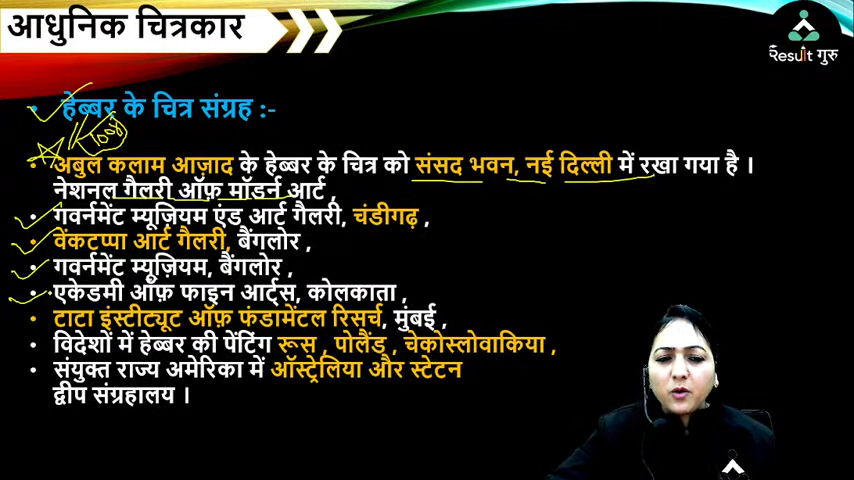 आधुनिक चित्रकार
Result गुरु
• हेब्बर के चित्र संग्रह :-
100%
• अबुल कलाम आज़ाद के हेब्बर के चित्र को संसद भवन, नई दिल्ली में रखा गया है ।
नेशनल गैलरी ऑफ़ मॉडर्न आर्ट ,
• गवर्नमेंट म्यूज़ियम एंड आर्ट गैलरी, चंडीगढ़ ,
• वेंकटप्पा आर्ट गैलरी, बैंगलोर ,
• गवर्नमेंट म्यूज़ियम, बैंगलोर ,
• एकेडमी ऑफ़ फाइन आर्ट्स, कोलकाता ,
• टाटा इंस्टीट्यूट ऑफ़ फंडामेंटल रिसर्च, मुंबई ,
• विदेशों में हेब्बर की पेंटिंग रूस , पोलैंड , चेकोस्लोवाकिया ,
• संयुक्त राज्य अमेरिका में ऑस्ट्रेलिया और स्टेटन
द्वीप संग्रहालय ।